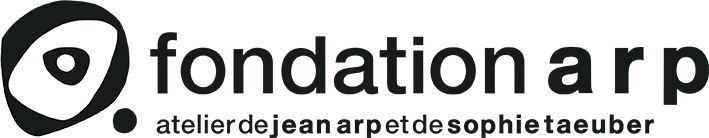 fondation arp
atelier de jean arp et de sophie taeuber